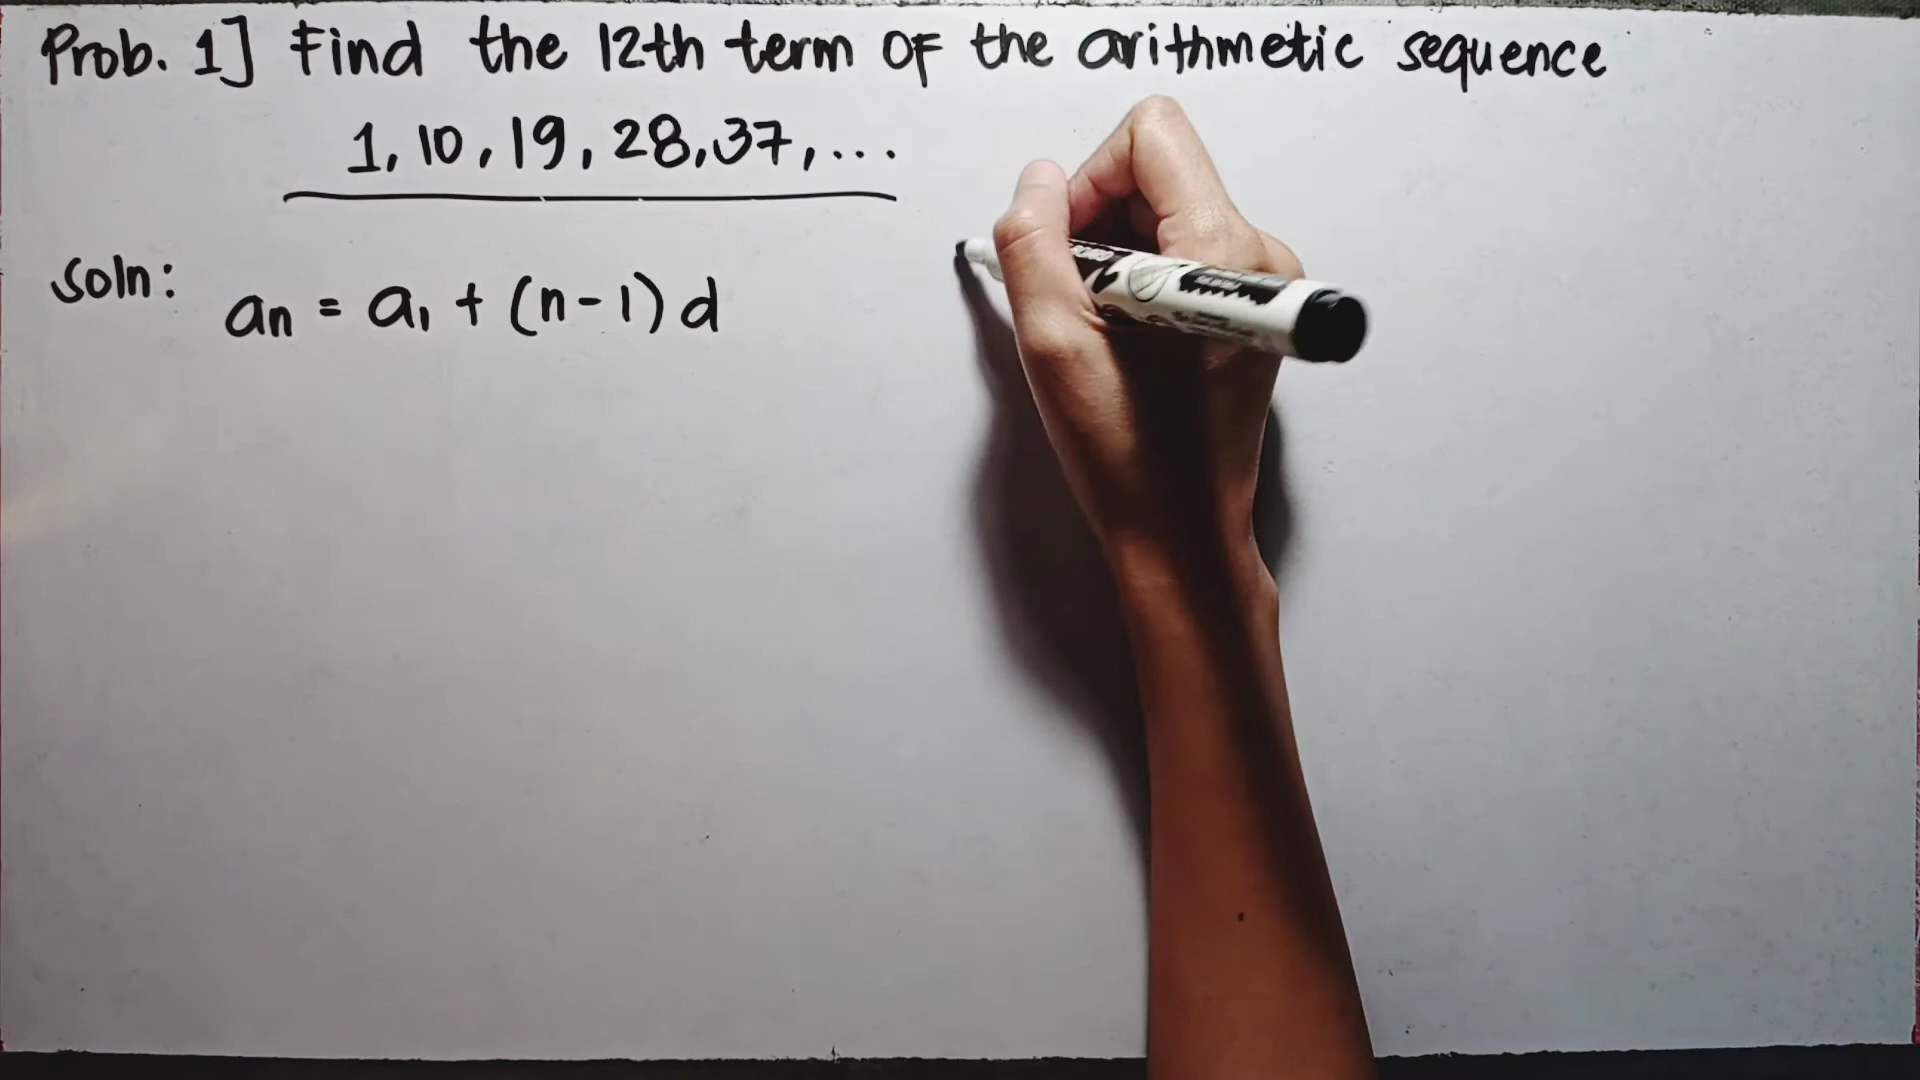 Prob. 1] Find the 12th term of the arithmetic sequence
1, 10, 19, 28, 37, ...
soln:
an = a₁ + (n - 1) d